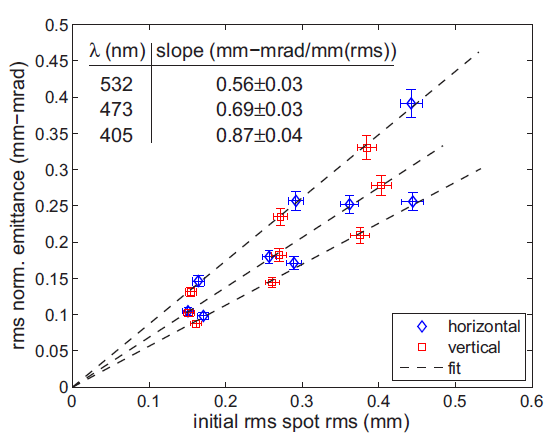 rms norm. emittance (mm−mrad)
0.5
0.45
0.4
0.35
0.3
0.25
0.2
0.15
0.1
0.05
0
λ (nm) slope (mm−mrad/mm(rms))
532 0.56±0.03
473 0.69±0.03
405 0.87±0.04
horizontal
vertical
fit
0 0.1 0.2 0.3 0.4 0.5 0.6
initial rms spot rms (mm)